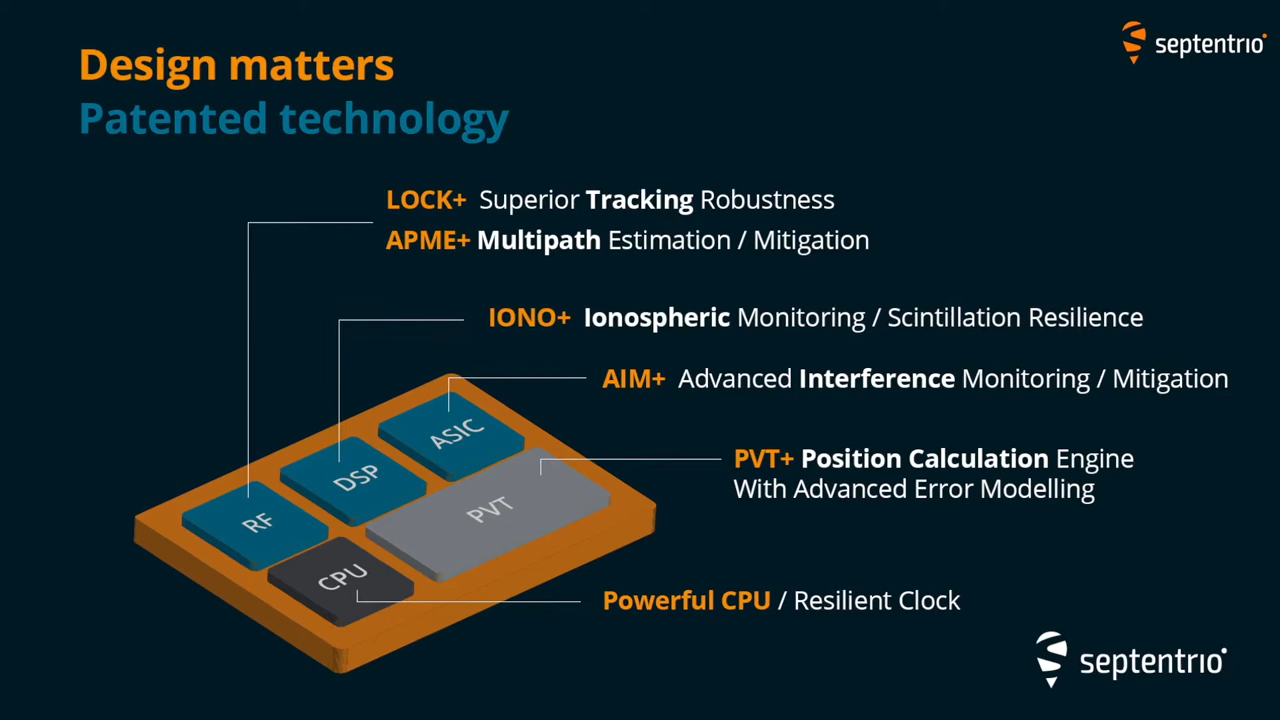 septentrio
Design matters
Patented technology
LOCK+ Superior Tracking Robustness
APME+ Multipath Estimation / Mitigation
IONO+ Ionospheric Monitoring / Scintillation Resilience
AIM+ Advanced Interference Monitoring / Mitigation
ASIC
DSP
PVT+ Position Calculation Engine
With Advanced Error Modelling
PVT
RF
CPU
Powerful CPU / Resilient Clock
septentrio